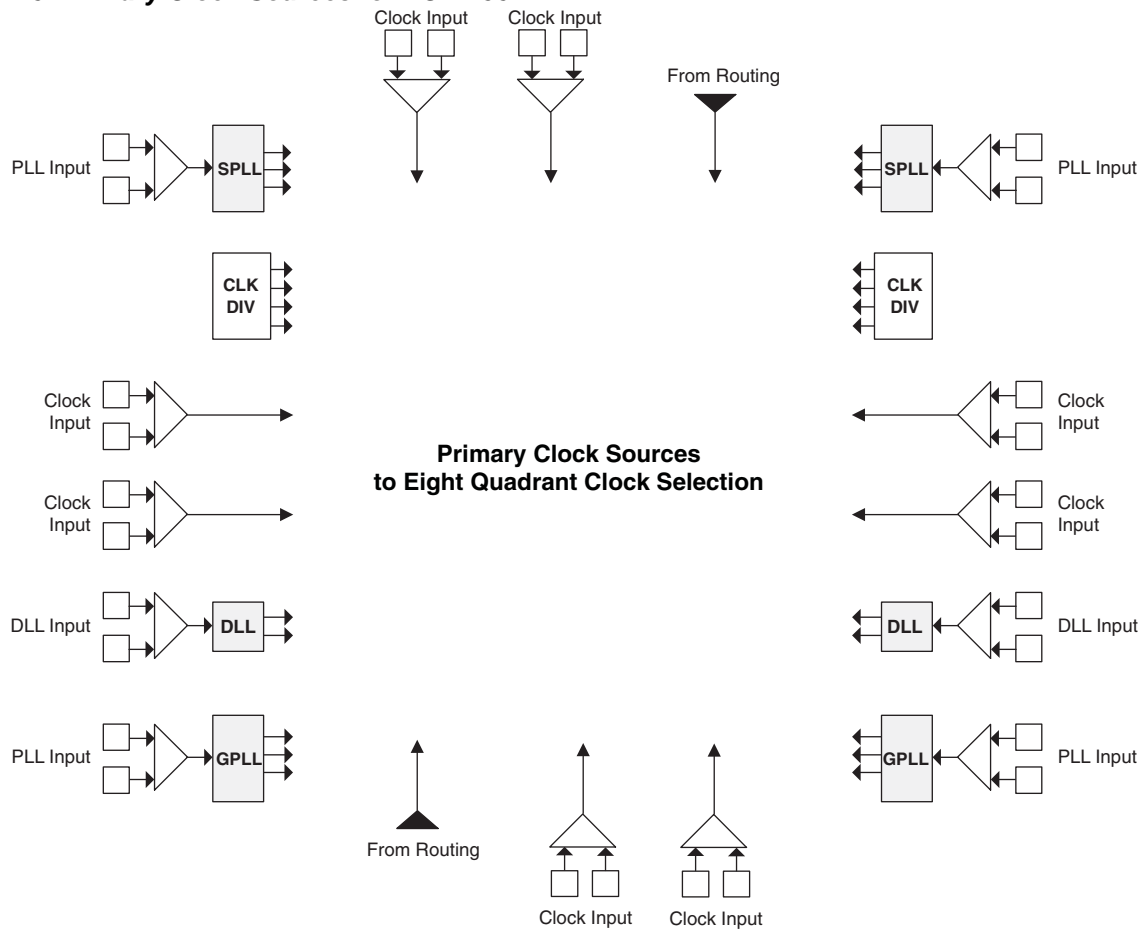 Clock Input Clock Input
From Routing
PLL Input SPLL SPLL PLL Input
CLK
DIV
CLK
DIV
Clock
Input
Clock
Input
Primary Clock Sources
to Eight Quadrant Clock Selection
Clock
Input
Clock
Input
DLL Input DLL DLL DLL Input
PLL Input GPLL GPLL PLL Input
From Routing
Clock Input Clock Input